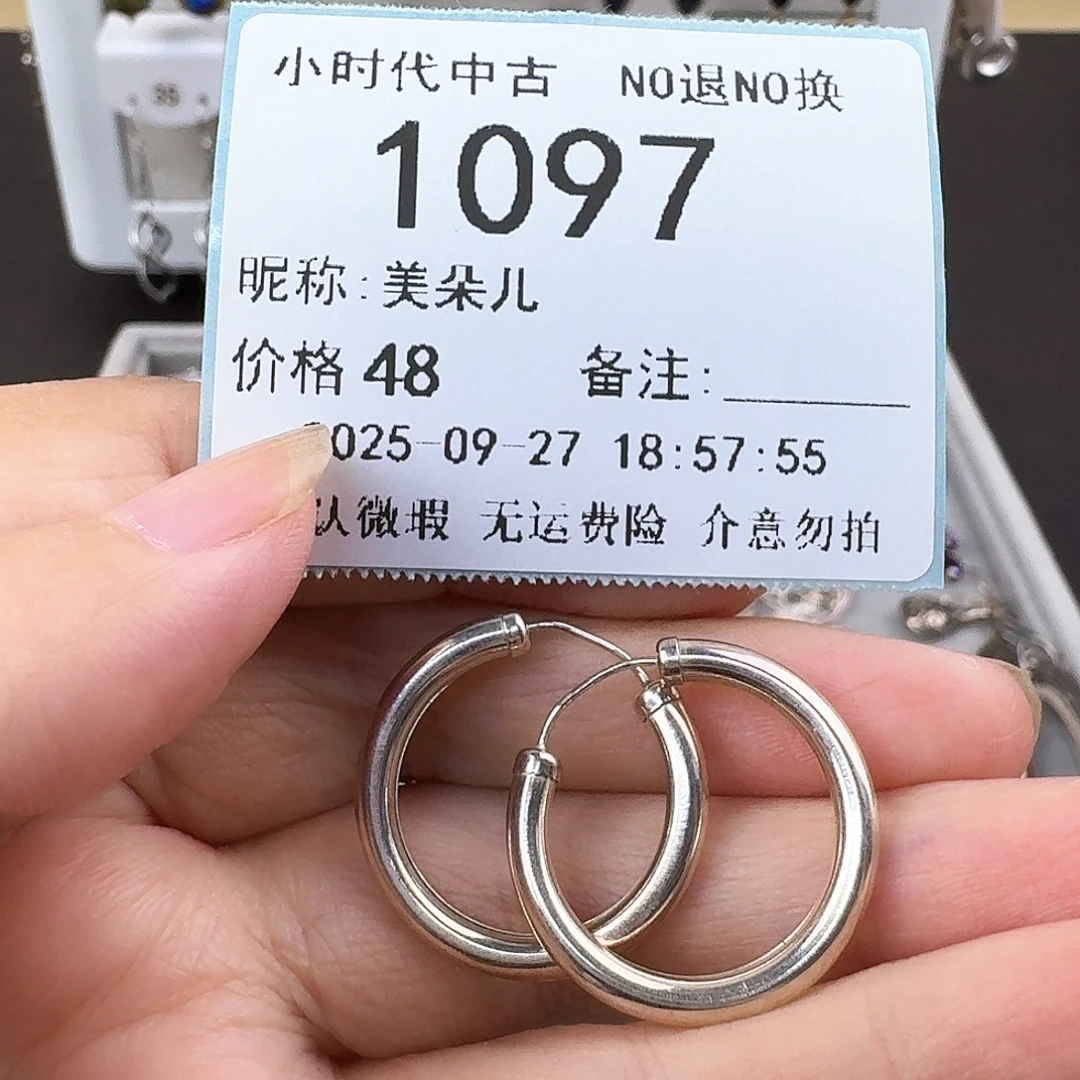 小时代中古 NO退NO换
1097
昵称:美朵儿
价格 48 备注:
025-09-27 18:57:55
认微瑕 无运费险 介意勿拍